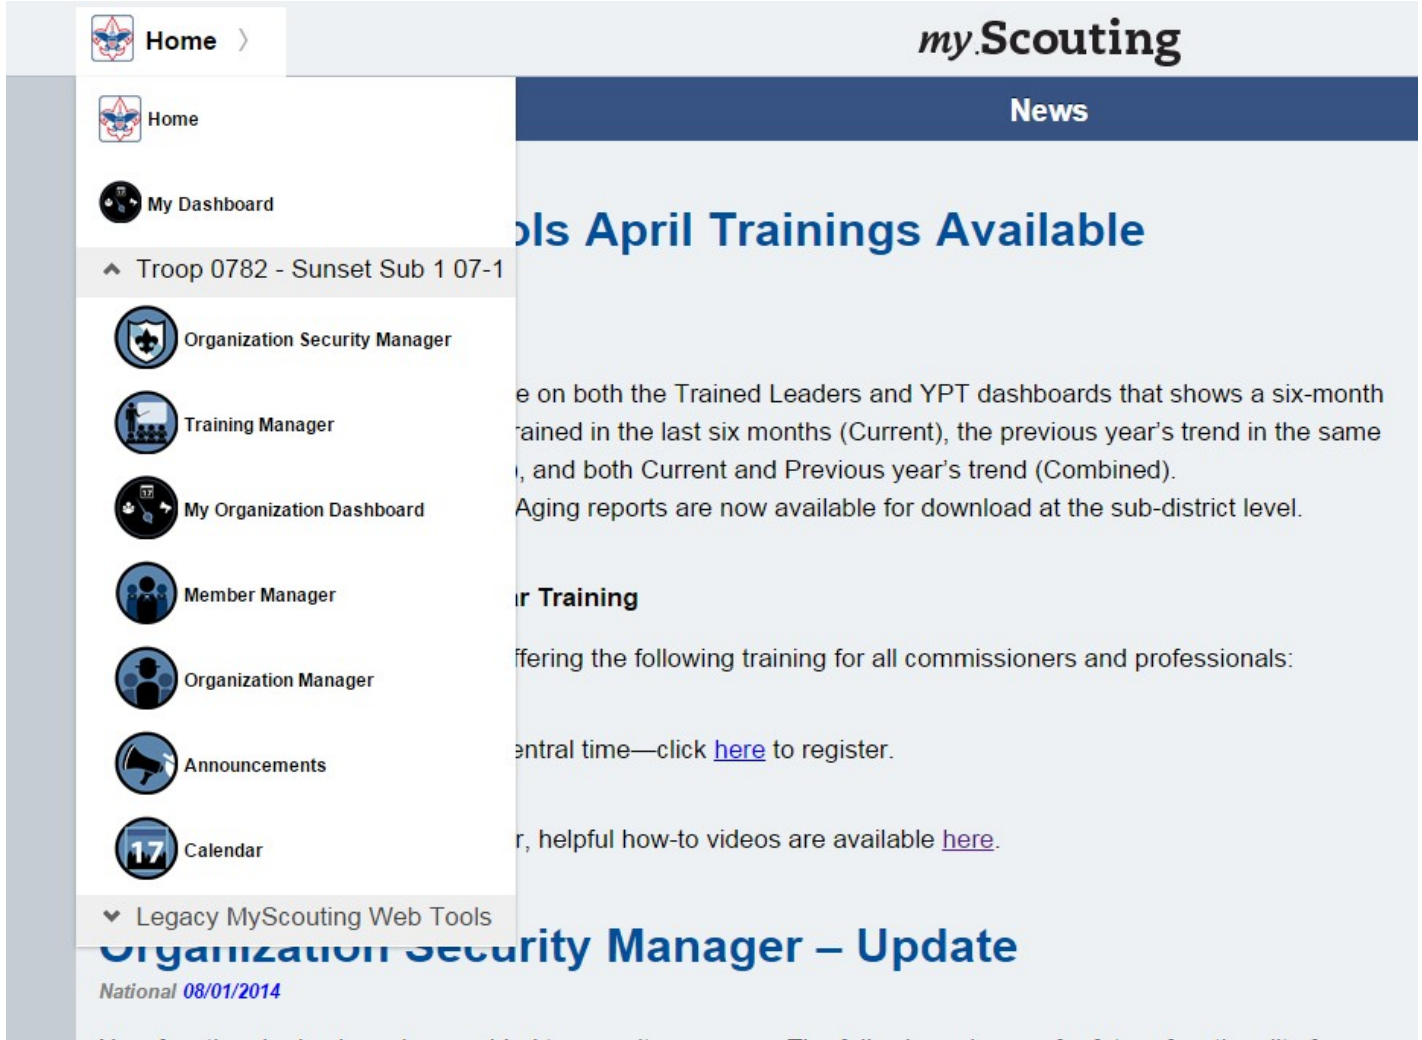 Home
my.Scouting
Home
News
My Dashboard
ols April Trainings Available
Troop 0782 - Sunset Sub 1 07-1
Organization Security Manager
e on both the Trained Leaders and YPT dashboards that shows a six-month
Training Manager
rained in the last six months (Current), the previous year's trend in the same
, and both Current and Previous year's trend (Combined).
My Organization Dashboard
Aging reports are now available for download at the sub-district level.
Member Manager
r Training
Organization Manager
ffering the following training for all commissioners and professionals:
Announcements
entral time—click here to register.
17
Calendar
r, helpful how-to videos are available here.
Legacy MyScouting Web Tools
Organization Security Manager – Update
National 08/01/2014